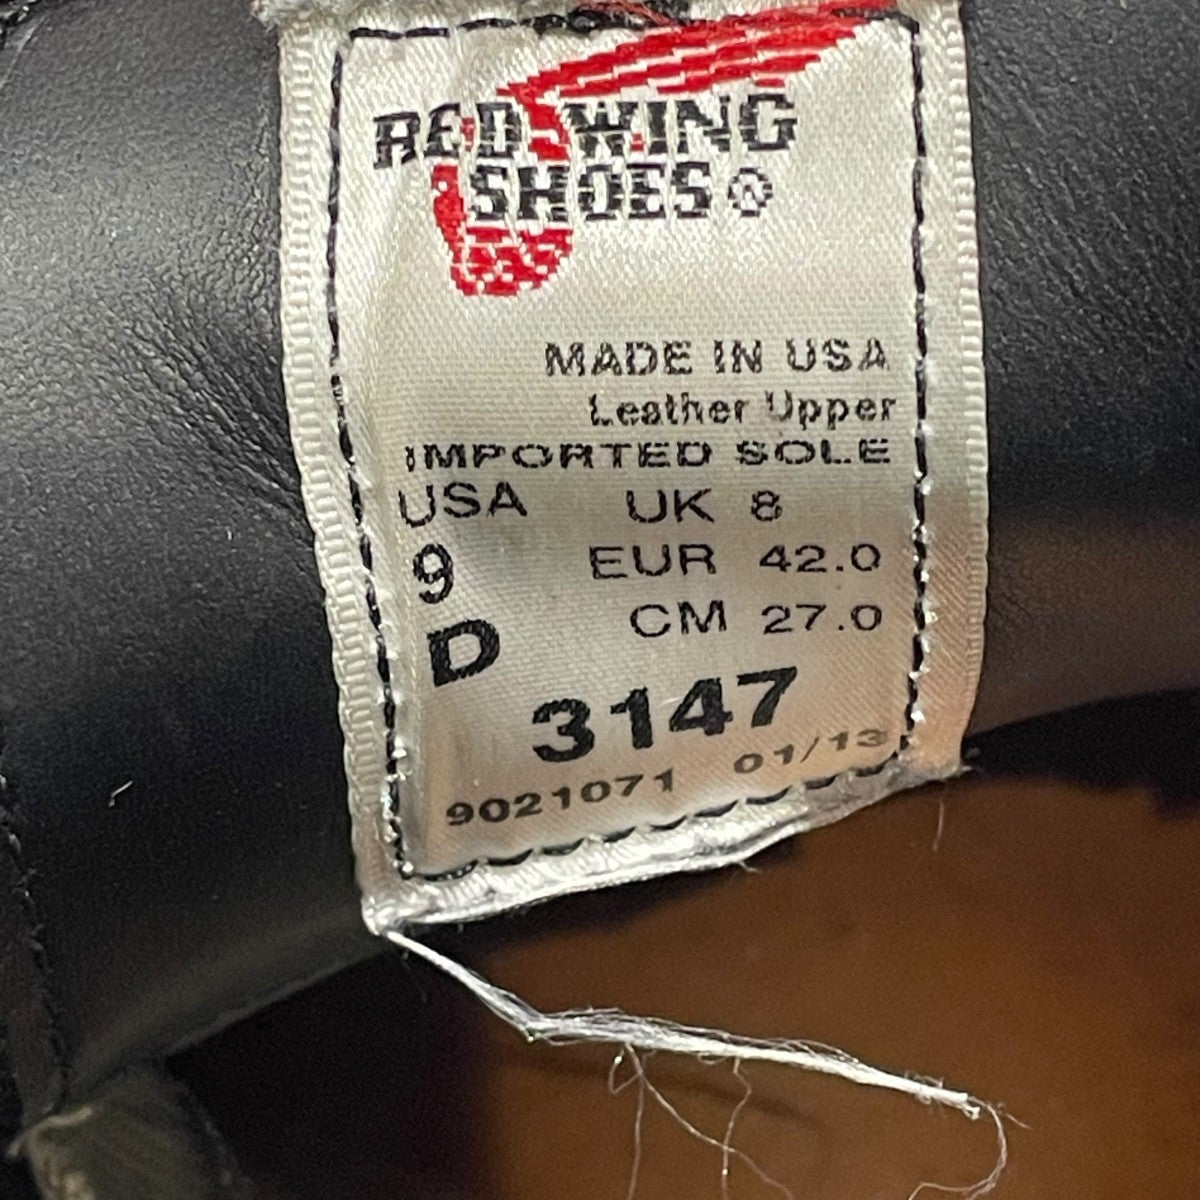 RED WING
SHOES®
MADE IN USA
Leather Upper
IMPORTED SOLE
USA UK 8
9 EUR 42.0
D CM 27.0
3147
9021071 01/13